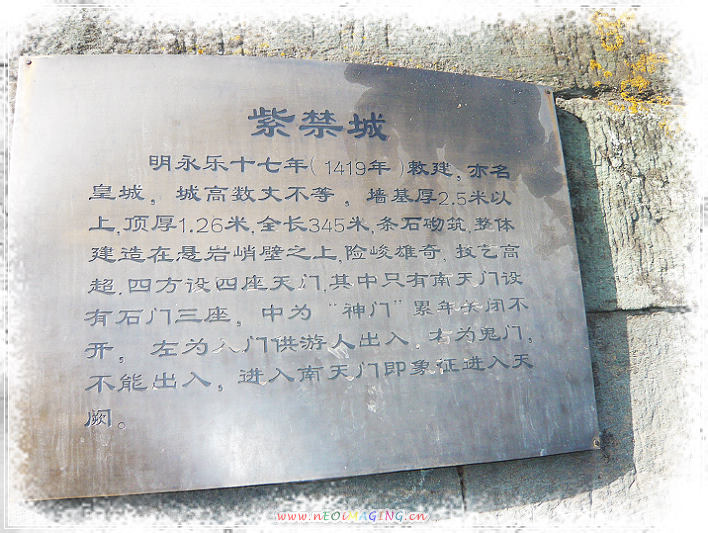 紫禁城
明永乐十七年（1419年）敕建，亦名
皇城，城高数丈不等，墙基厚2.5米以
上，顶厚1.26米，全长345米，条石砌筑，整体
建造在悬岩峭壁之上，险峻雄奇，技艺高
超，四方设四座天门，其中只有南天门设
有石门三座，中为“神门”累年关闭不
开，左为人门供游人出入，右为鬼门，
不能出入，进入南天门即象征进入天
阙。
www.nEOiMAGING.cn